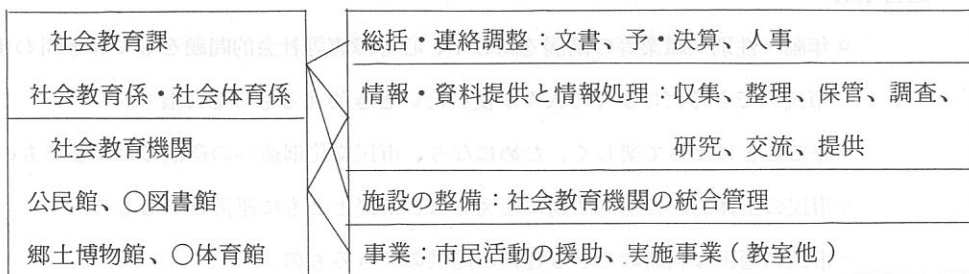 社会教育課
社会教育係・社会体育係
社会教育機関
公民館、○図書館
郷土博物館、○体育館
総括・連絡調整：文書、予・決算、人事
情報・資料提供と情報処理：収集、整理、保管、調査、
研究、交流、提供
施設の整備：社会教育機関の統合管理
事業：市民活動の援助、実施事業（教室他）